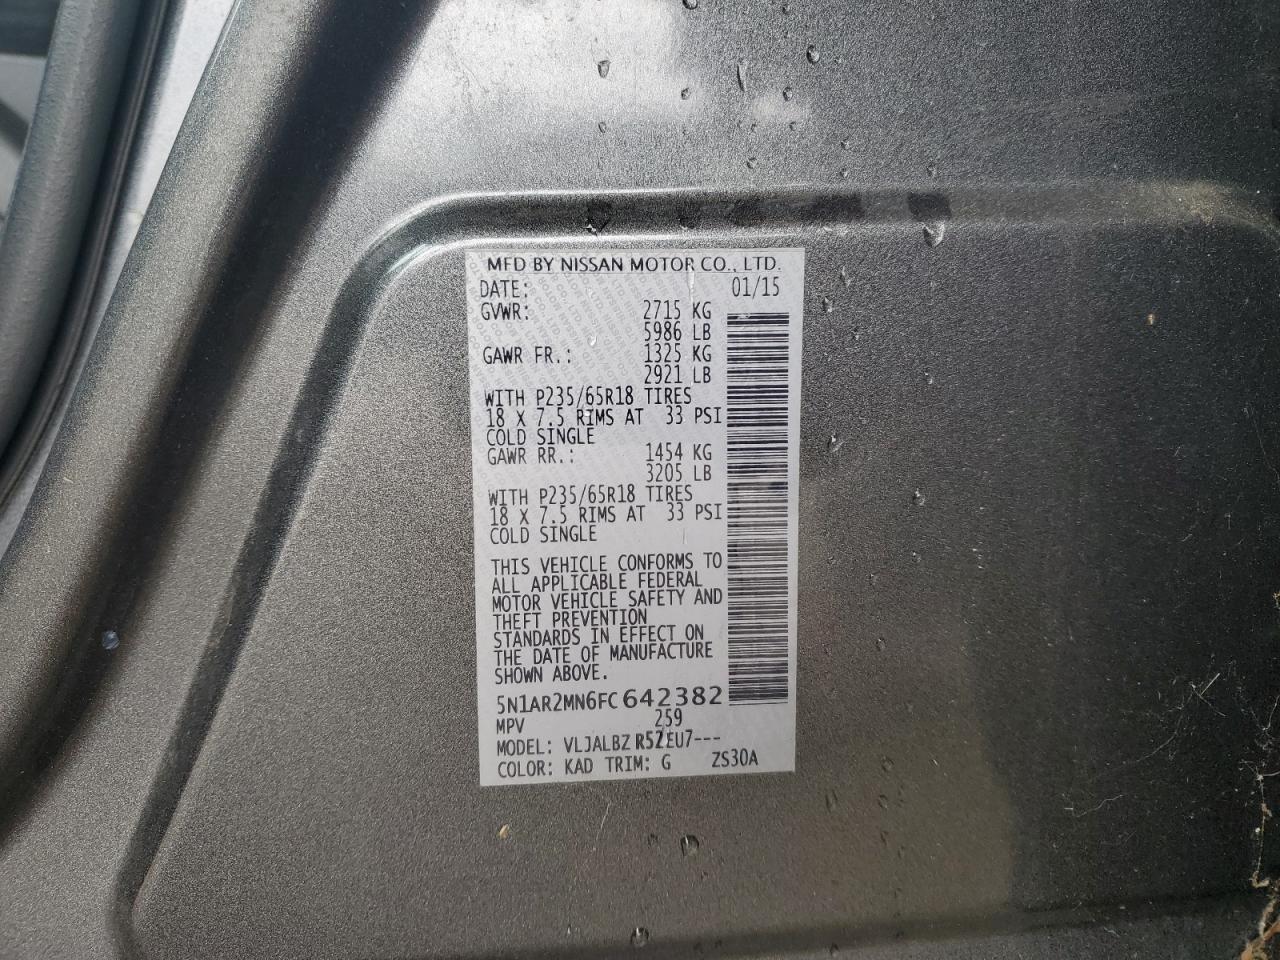 MFD BY NISSAN MOTOR CO., LTD.
DATE: 01/15
GVWR: 2715 KG
5986 LB
GAWR FR.: 1325 KG
2921 LB
WITH P235/65R18 TIRES
18 X 7.5 RIMS AT 33 PSI
COLD SINGLE
GAWR RR.: 1454 KG
3205 LB
WITH P235/65R18 TIRES
18 X 7.5 RIMS AT 33 PSI
COLD SINGLE
THIS VEHICLE CONFORMS TO
ALL APPLICABLE FEDERAL
MOTOR VEHICLE SAFETY AND
THEFT PREVENTION
STANDARDS IN EFFECT ON
THE DATE OF MANUFACTURE
SHOWN ABOVE.
5N1AR2MN6FC642382
MPV 259
MODEL: VLJALBZ R52EU7---
COLOR: KAD TRIM: G ZS30A